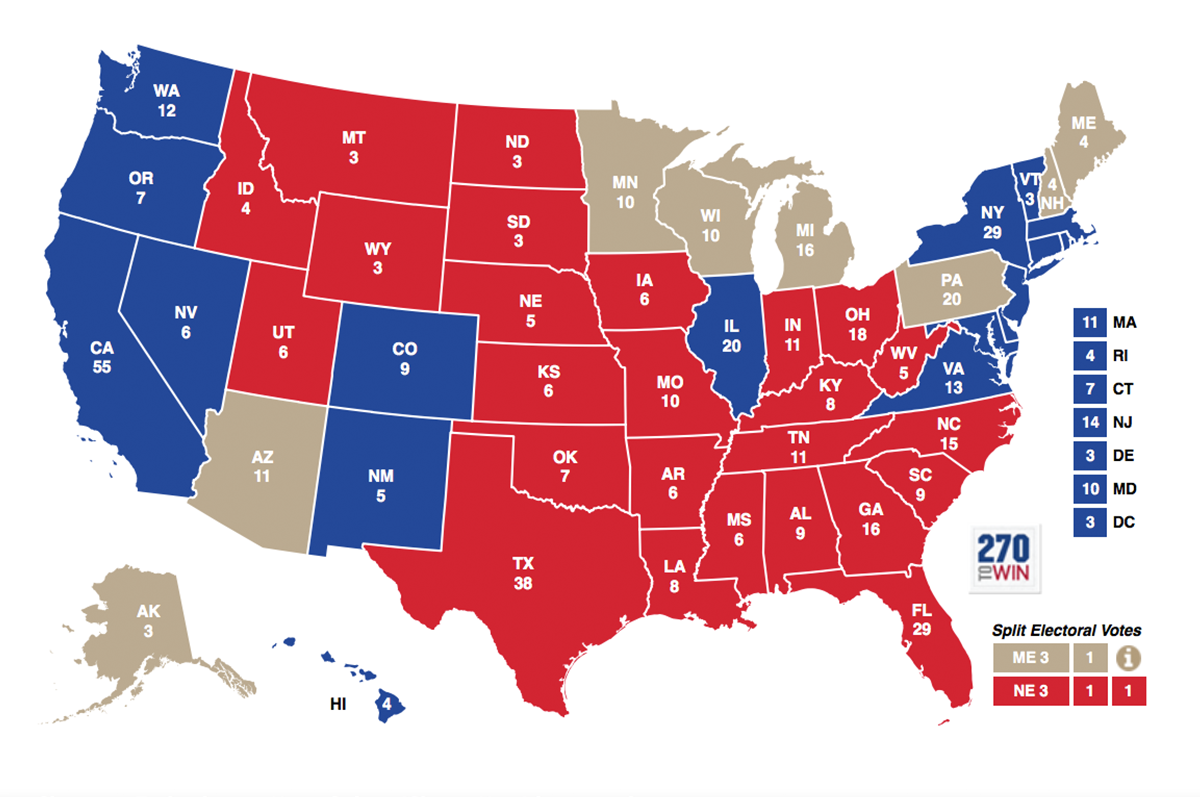 WA
12
OR
7
CA
55
NV
6
ID
4
MT
3
WY
3
UT
6
CO
9
AZ
11
NM
5
ND
3
SD
3
NE
5
KS
6
OK
7
TX
38
MN
10
IA
6
MO
10
AR
6
LA
8
WI
10
IL
20
MI
16
IN
11
OH
18
KY
8
TN
11
MS
6
AL
9
GA
16
FL
29
SC
9
NC
15
VA
13
WV
5
PA
20
NY
29
VT
3
4
NH
ME
4
11 MA
4 RI
7 CT
14 NJ
3 DE
10 MD
3 DC
AK
3
HI
4
270
TO WIN
Split Electoral Votes
ME 3 1 i
NE 3 1 1